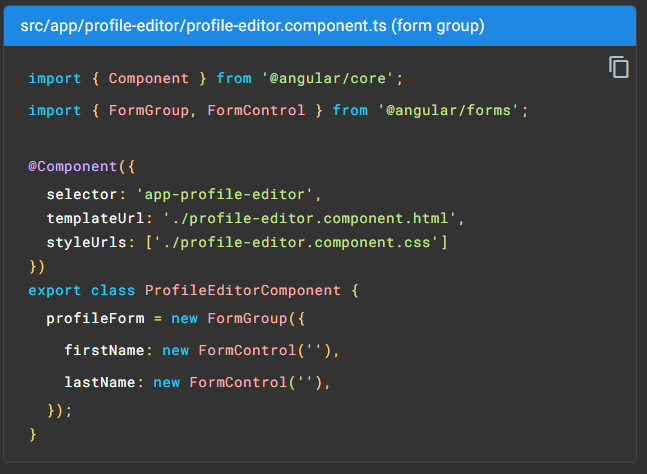 src/app/profile-editor/profile-editor.component.ts (form group)
import { Component } from '@angular/core';
import { FormGroup, FormControl } from '@angular/forms';
@Component({
  selector: 'app-profile-editor',
  templateUrl: './profile-editor.component.html',
  styleUrls: ['./profile-editor.component.css']
})
export class ProfileEditorComponent {
  profileForm = new FormGroup({
    firstName: new FormControl(''),
    lastName: new FormControl(''),
  });
}